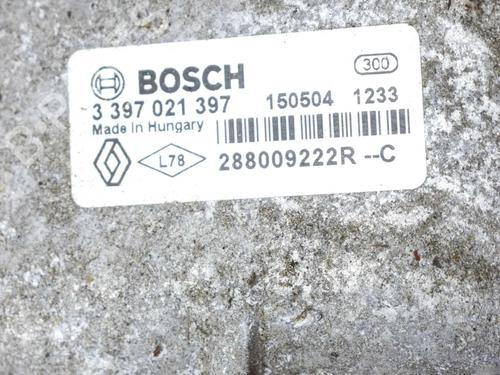 BOSCH
300
3 397 021 397 150504 1233
Made in Hungary
L78 288009222R --C